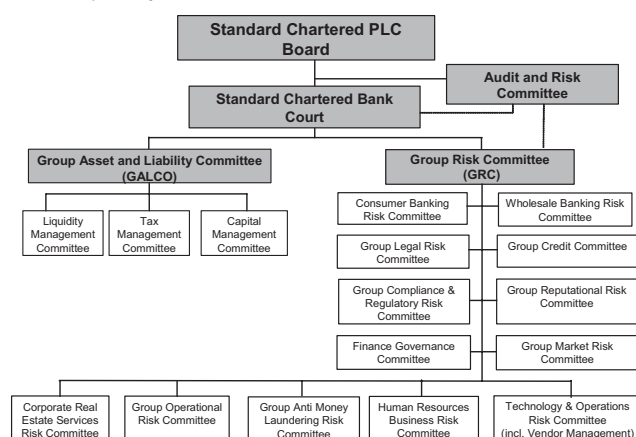 Standard Chartered PLC
Board
Audit and Risk
Committee
Standard Chartered Bank
Court
Group Asset and Liability Committee
(GALCO)
Group Risk Committee
(GRC)
Liquidity
Management
Committee
Tax
Management
Committee
Capital
Management
Committee
Consumer Banking
Risk Committee
Wholesale Banking Risk
Committee
Group Legal Risk
Committee
Group Credit Committee
Group Compliance &
Regulatory Risk
Committee
Group Reputational Risk
Committee
Finance Governance
Committee
Group Market Risk
Committee
Corporate Real
Estate Services
Risk Committee
Group Operational
Risk Committee
Group Anti Money
Laundering Risk
Committee
Human Resources
Business Risk
Committee
Technology & Operations
Risk Committee
(incl. Vendor Management)